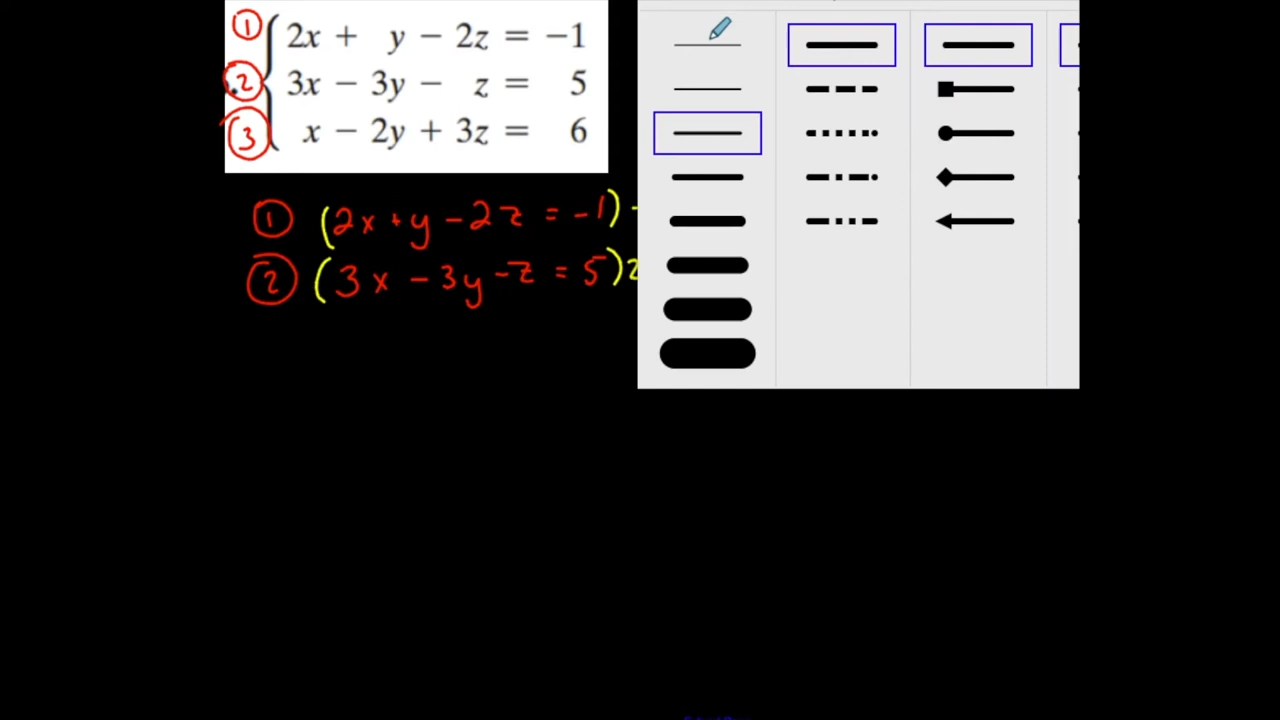 ① 2x + y − 2z = −1
② 3x − 3y − z = 5
③ x − 2y + 3z = 6
① (2x + y − 2z = −1) -
② (3x − 3y − z = 5) 2